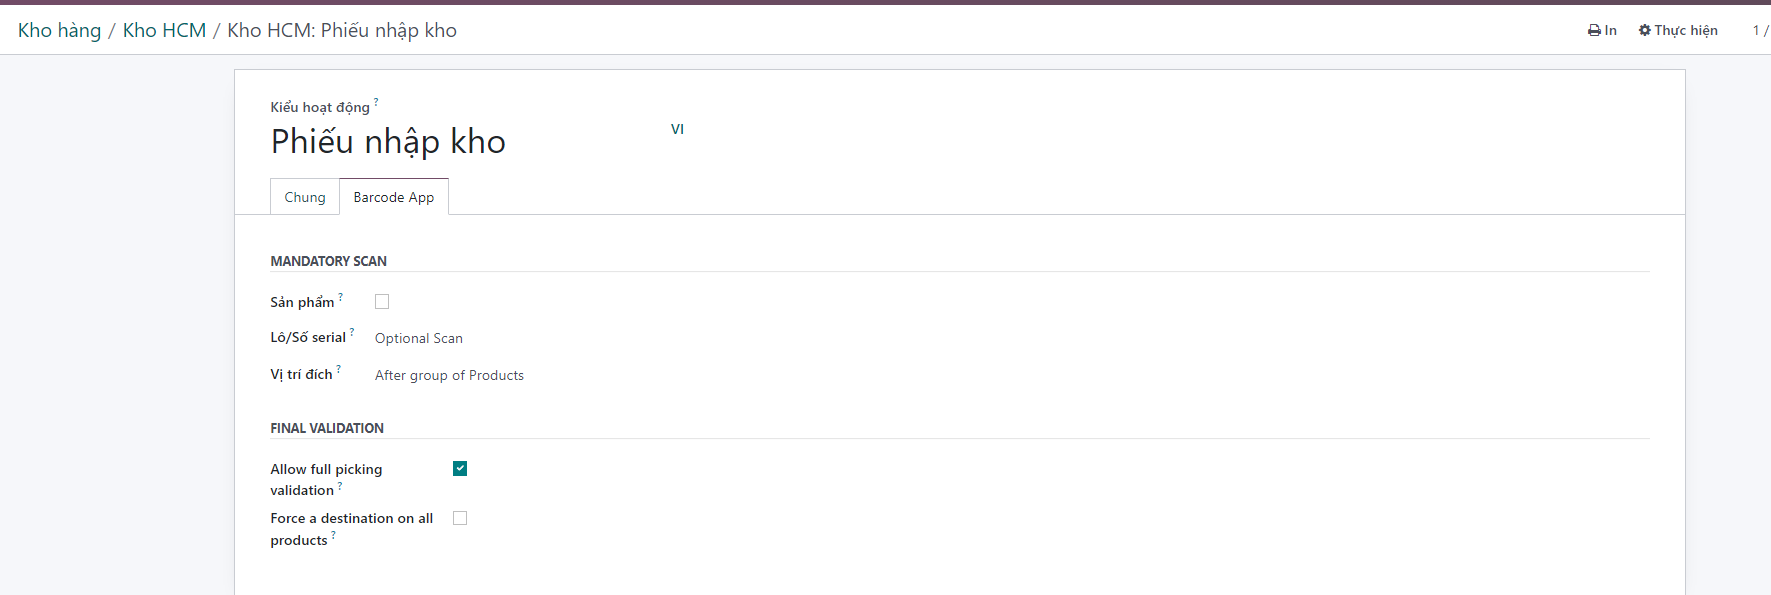 Kho hàng / Kho HCM / Kho HCM: Phiếu nhập kho
In Thực hiện 1 /
Kiểu hoạt động ?
Phiếu nhập kho VI
Chung Barcode App
MANDATORY SCAN
Sản phẩm ?
Lô/Số serial ? Optional Scan
Vị trí đích ? After group of Products
FINAL VALIDATION
Allow full picking
validation ?
Force a destination on all
products ?